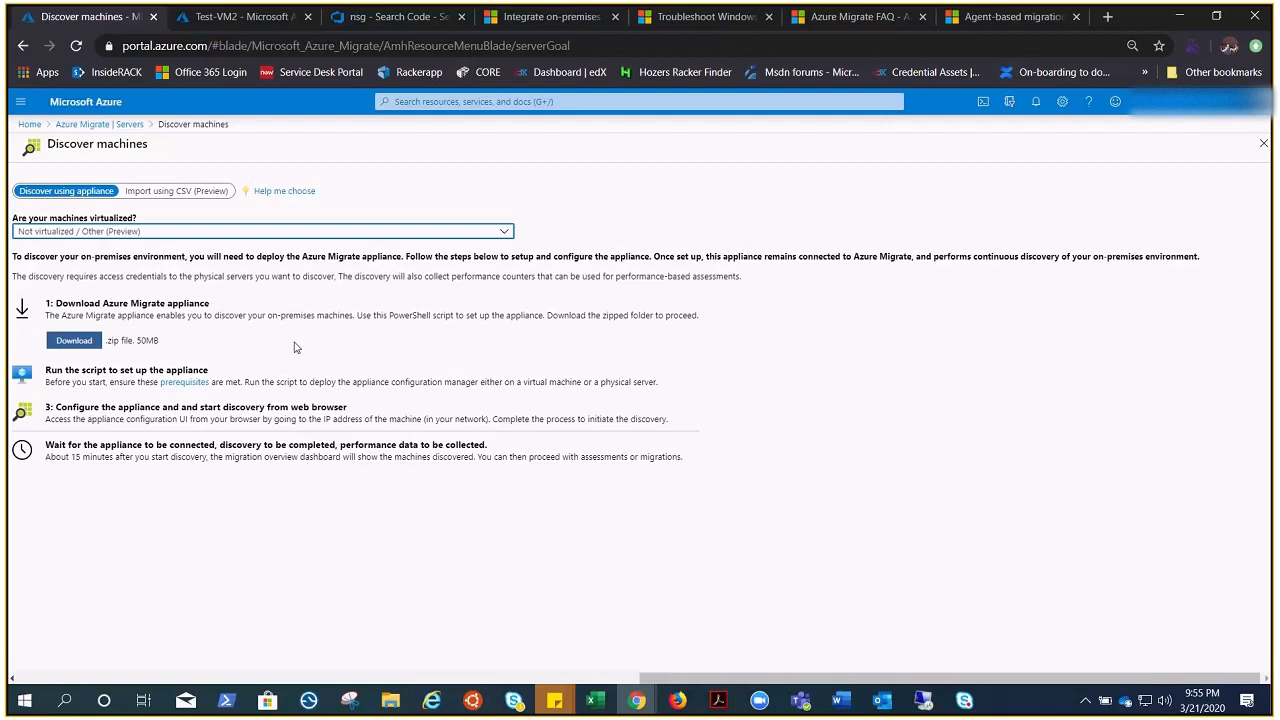 Discover machines - M
Test-VM2 - Microsoft A
nsg - Search Code - Se
Integrate on-premises
Troubleshoot Windows
Azure Migrate FAQ - A
Agent-based migration
portal.azure.com/#blade/Microsoft_Azure_Migrate/AmhResourceMenuBlade/serverGoal
Apps
InsideRACK
Office 365 Login
new
Service Desk Portal
Rackerapp
CORE
Dashboard | edX
Hozers Racker Finder
Msdn forums - Micr...
Credential Assets |...
On-boarding to do...
»
Other bookmarks
Microsoft Azure
Search resources, services, and docs (G+/)
Home > Azure Migrate | Servers > Discover machines
Discover machines
Discover using appliance
Import using CSV (Preview)
Help me choose
Are your machines virtualized?
Not virtualized / Other (Preview)
To discover your on-premises environment, you will need to deploy the Azure Migrate appliance. Follow the steps below to setup and configure the appliance. Once set up, this appliance remains connected to Azure Migrate, and performs continuous discovery of your on-premises environment.
The discovery requires access credentials to the physical servers you want to discover, The discovery will also collect performance counters that can be used for performance-based assessments.
1: Download Azure Migrate appliance
The Azure Migrate appliance enables you to discover your on-premises machines. Use this PowerShell script to set up the appliance. Download the zipped folder to proceed.
Download .zip file. 50MB
Run the script to set up the appliance
Before you start, ensure these prerequisites are met. Run the script to deploy the appliance configuration manager either on a virtual machine or a physical server.
3: Configure the appliance and and start discovery from web browser
Access the appliance configuration UI from your browser by going to the IP address of the machine (in your network). Complete the process to initiate the discovery.
Wait for the appliance to be connected, discovery to be completed, performance data to be collected.
About 15 minutes after you start discovery, the migration overview dashboard will show the machines discovered. You can then proceed with assessments or migrations.
9:55 PM
3/21/2020